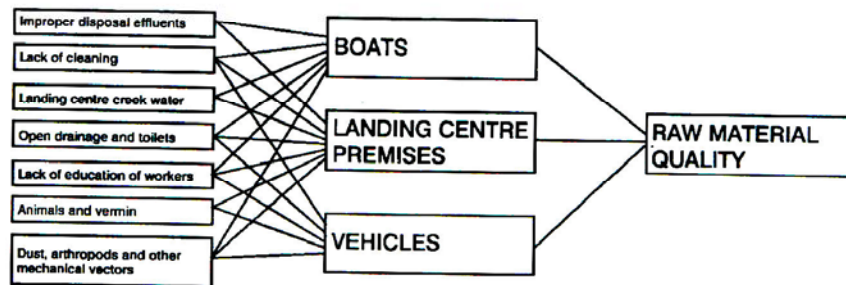 Improper disposal effluents
Lack of cleaning
Landing centre creek water
Open drainage and toilets
Lack of education of workers
Animals and vermin
Dust, arthropods and other
mechanical vectors
BOATS
LANDING CENTRE
PREMISES
VEHICLES
RAW MATERIAL
QUALITY